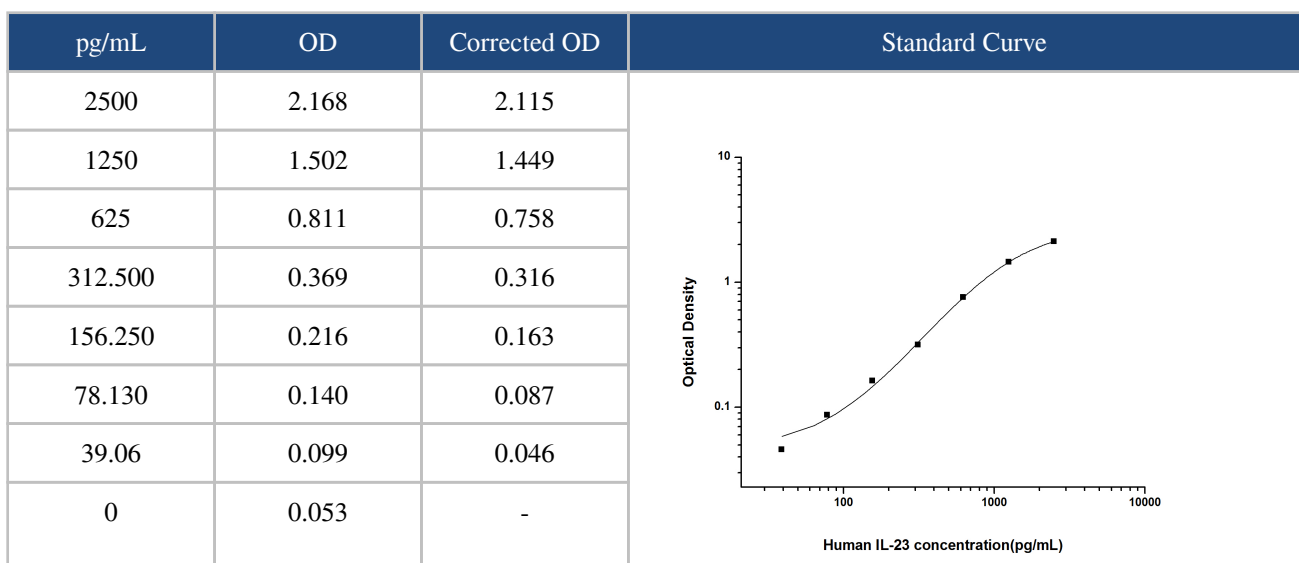 pg/mL OD Corrected OD Standard Curve
2500 2.168 2.115
1250 1.502 1.449
625 0.811 0.758
312.500 0.369 0.316
156.250 0.216 0.163
78.130 0.140 0.087
39.06 0.099 0.046
0 0.053 -
10
1
0.1
Optical Density
100 1000 10000
Human IL-23 concentration(pg/mL)